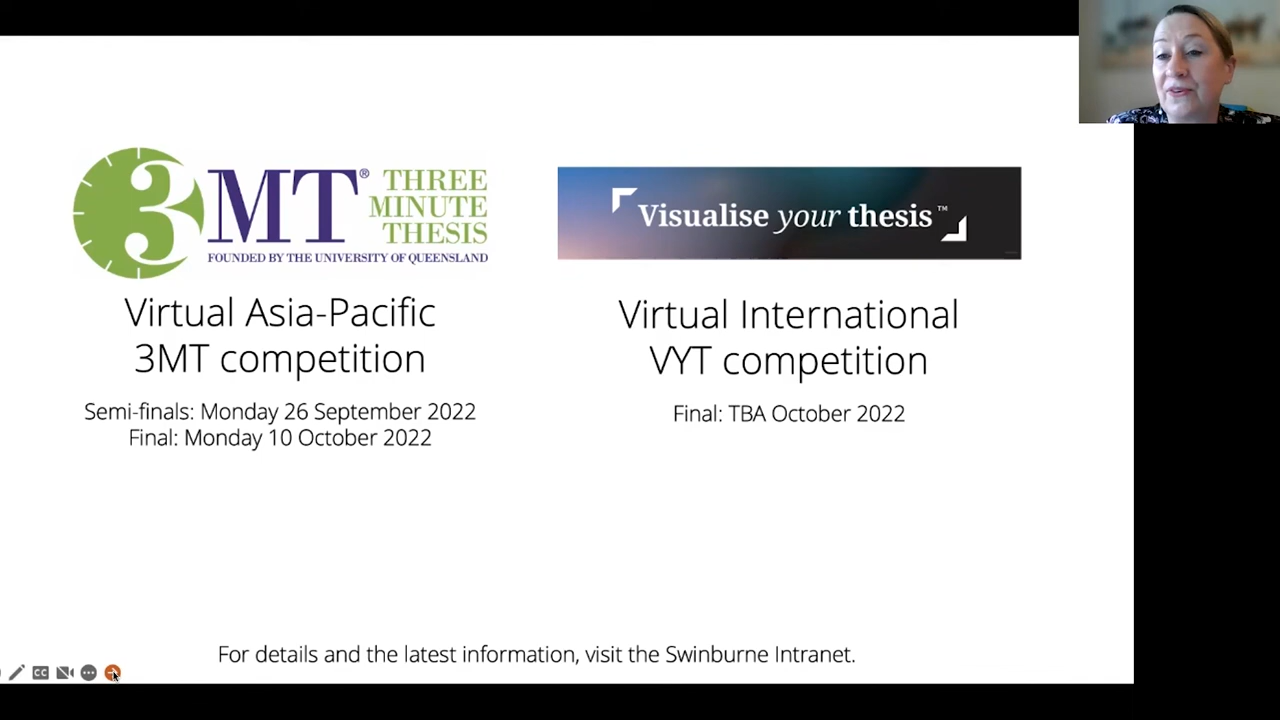 3MT® THREE
MINUTE
THESIS
FOUNDED BY THE UNIVERSITY OF QUEENSLAND
Visualise your thesis™
Virtual Asia-Pacific
3MT competition
Semi-finals: Monday 26 September 2022
Final: Monday 10 October 2022
Virtual International
VYT competition
Final: TBA October 2022
For details and the latest information, visit the Swinburne Intranet.
CC